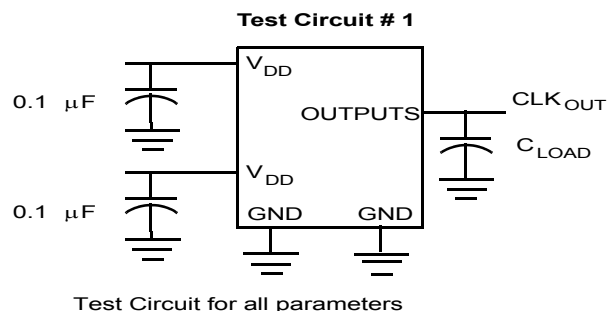 Test Circuit # 1
V_DD
0.1 μF
OUTPUTS
CLK_OUT
C_LOAD
V_DD
0.1 μF
GND GND
Test Circuit for all parameters